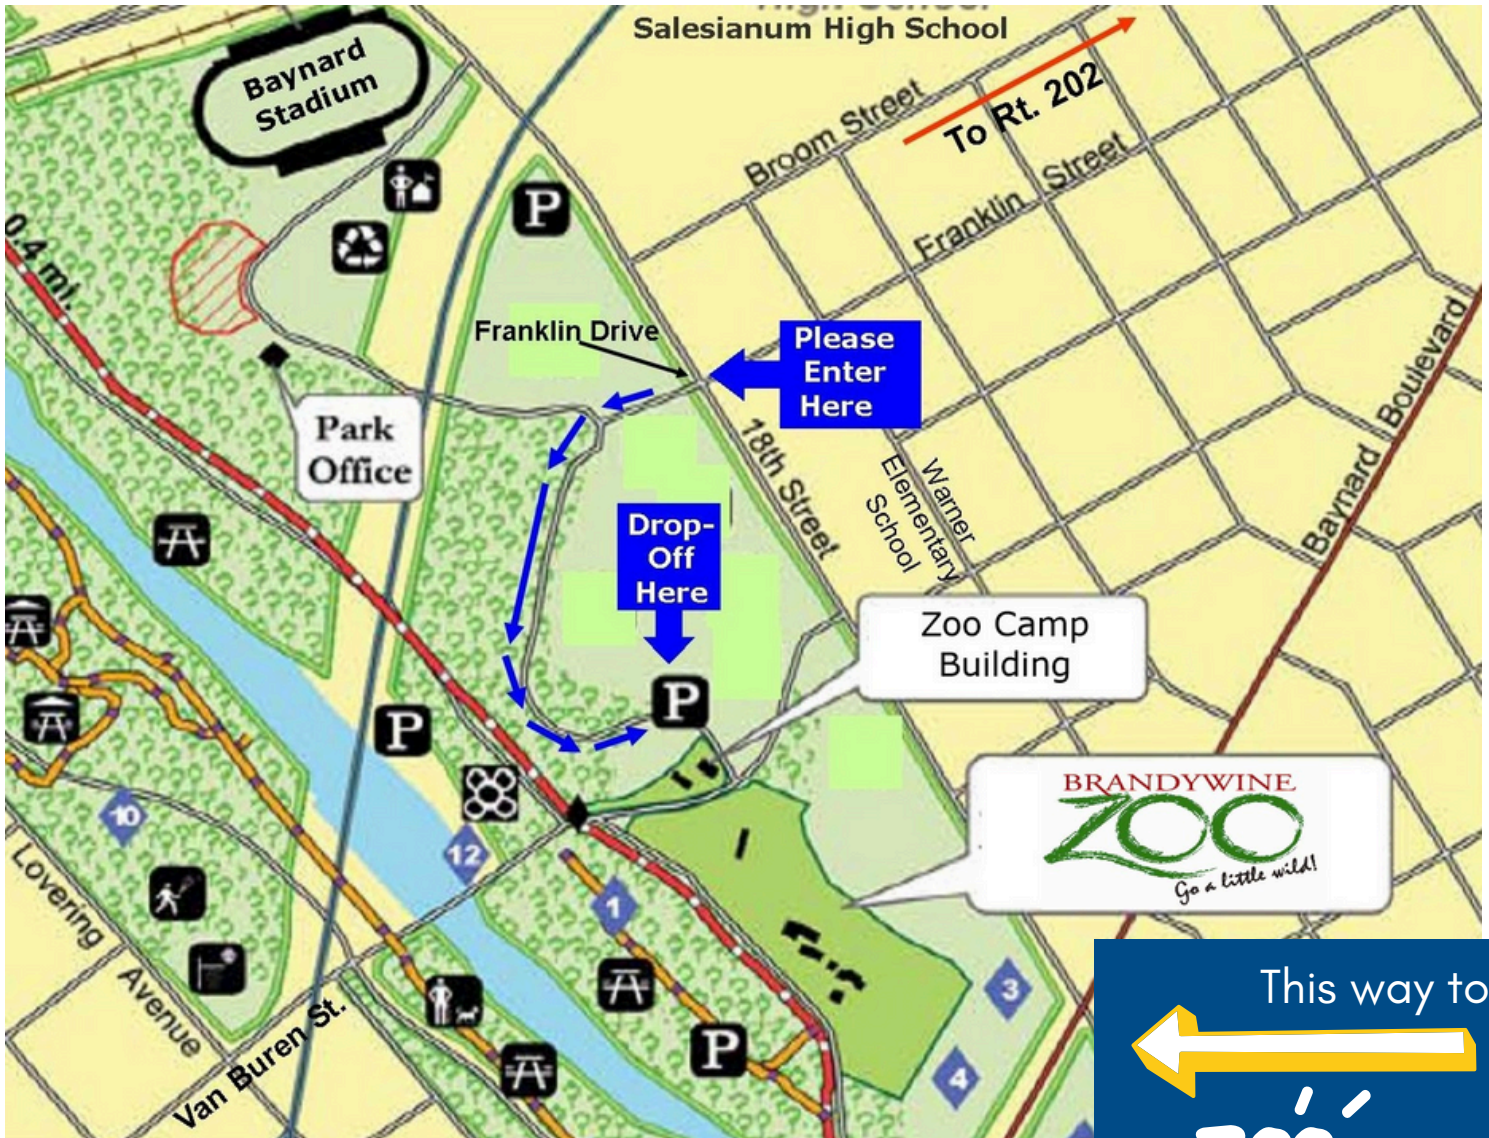 High School
Salesianum High School
Baynard
Stadium
Broom Street
To Rt. 202
Franklin Street
P
0.4 mi.
Franklin Drive
Please
Enter
Here
Park
Office
18th Street
Warner
Elementary
School
Baynard Boulevard
Drop-
Off
Here
Zoo Camp
Building
P
P
BRANDYWINE
ZOO
Go a little wild!
10
12
1
Lovering Avenue
Van Buren St.
3
4
P
This way to